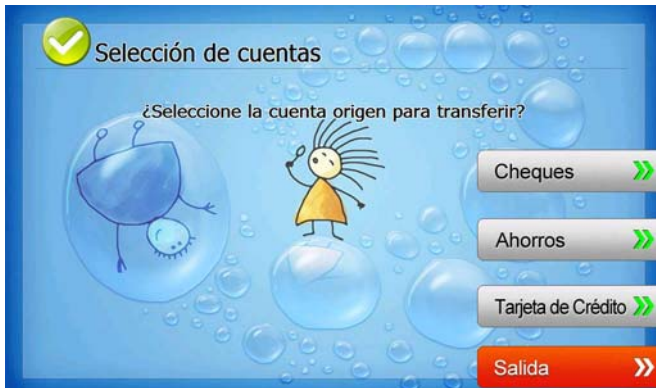 Selección de cuentas
¿Seleccione la cuenta origen para transferir?
Cheques
Ahorros
Tarjeta de Crédito
Salida